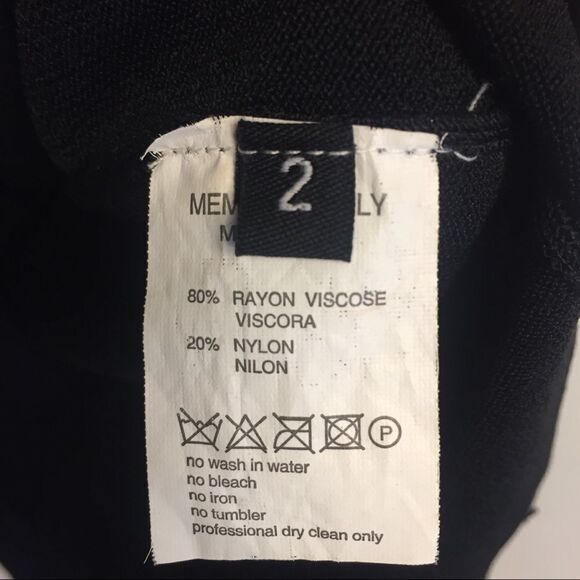 2
80% RAYON VISCOSE
VISCORA
20% NYLON
NILON
P
no wash in water
no bleach
no iron
no tumbler
professional dry clean only